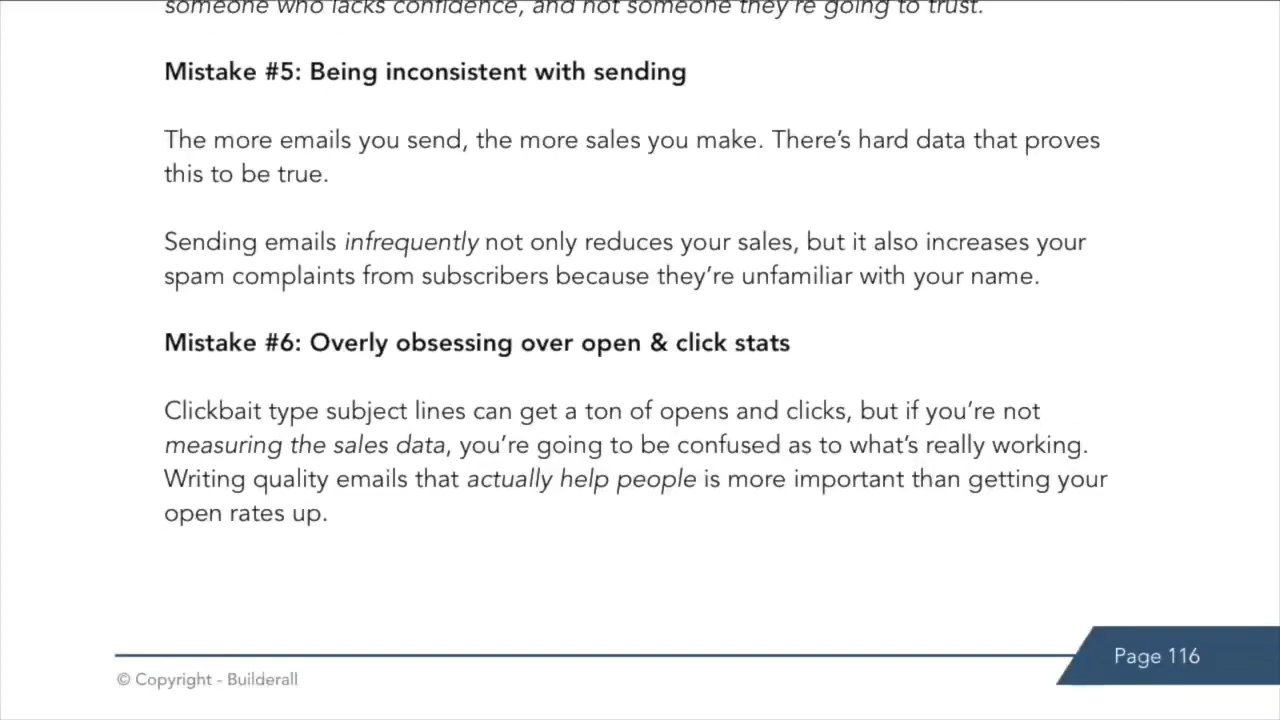 someone who lacks confidence, and not someone they're going to trust.
Mistake #5: Being inconsistent with sending
The more emails you send, the more sales you make. There's hard data that proves
this to be true.
Sending emails infrequently not only reduces your sales, but it also increases your
spam complaints from subscribers because they're unfamiliar with your name.
Mistake #6: Overly obsessing over open & click stats
Clickbait type subject lines can get a ton of opens and clicks, but if you're not
measuring the sales data, you're going to be confused as to what's really working.
Writing quality emails that actually help people is more important than getting your
open rates up.
Page 116
© Copyright - Builderall